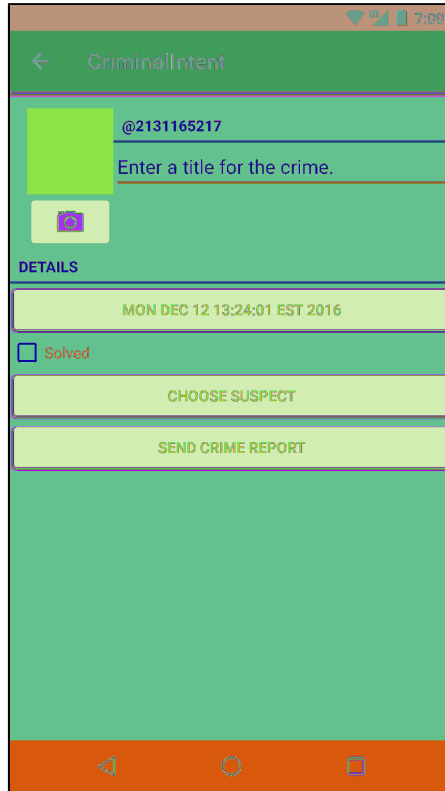 7:00
CriminalIntent
@2131165217
Enter a title for the crime.
DETAILS
MON DEC 12 13:24:01 EST 2016
Solved
CHOOSE SUSPECT
SEND CRIME REPORT